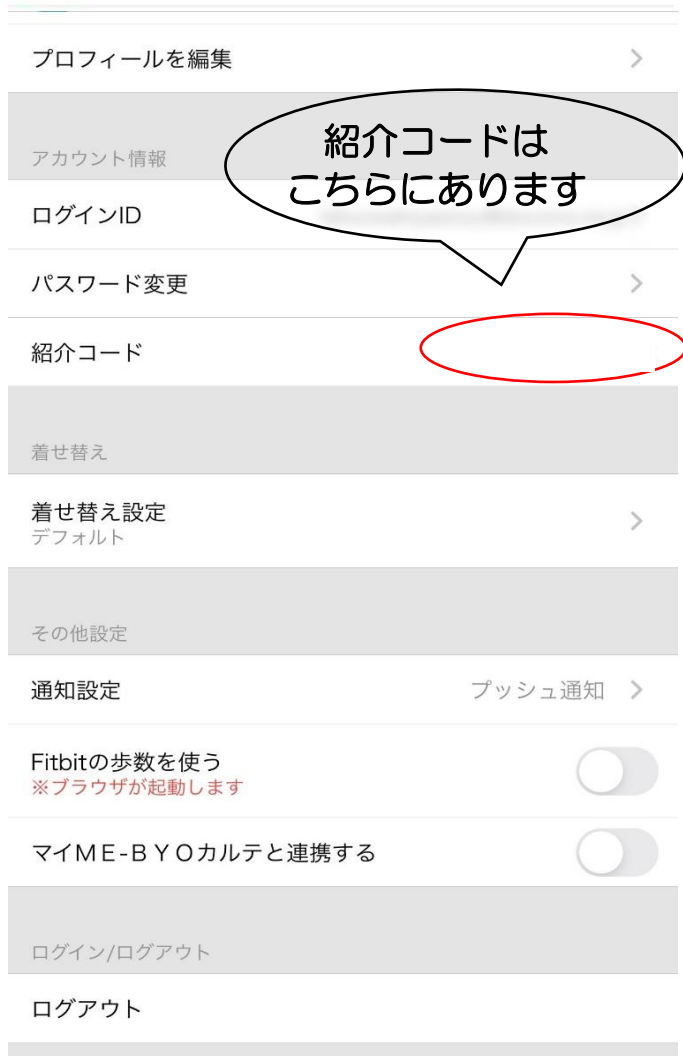 プロフィールを編集
紹介コードは
こちらにあります
アカウント情報
ログインID
パスワード変更
紹介コード
着せ替え
着せ替え設定
デフォルト
その他設定
通知設定 プッシュ通知
Fitbitの歩数を使う
※ブラウザが起動します
マイＭＥ-ＢＹＯカルテと連携する
ログイン/ログアウト
ログアウト